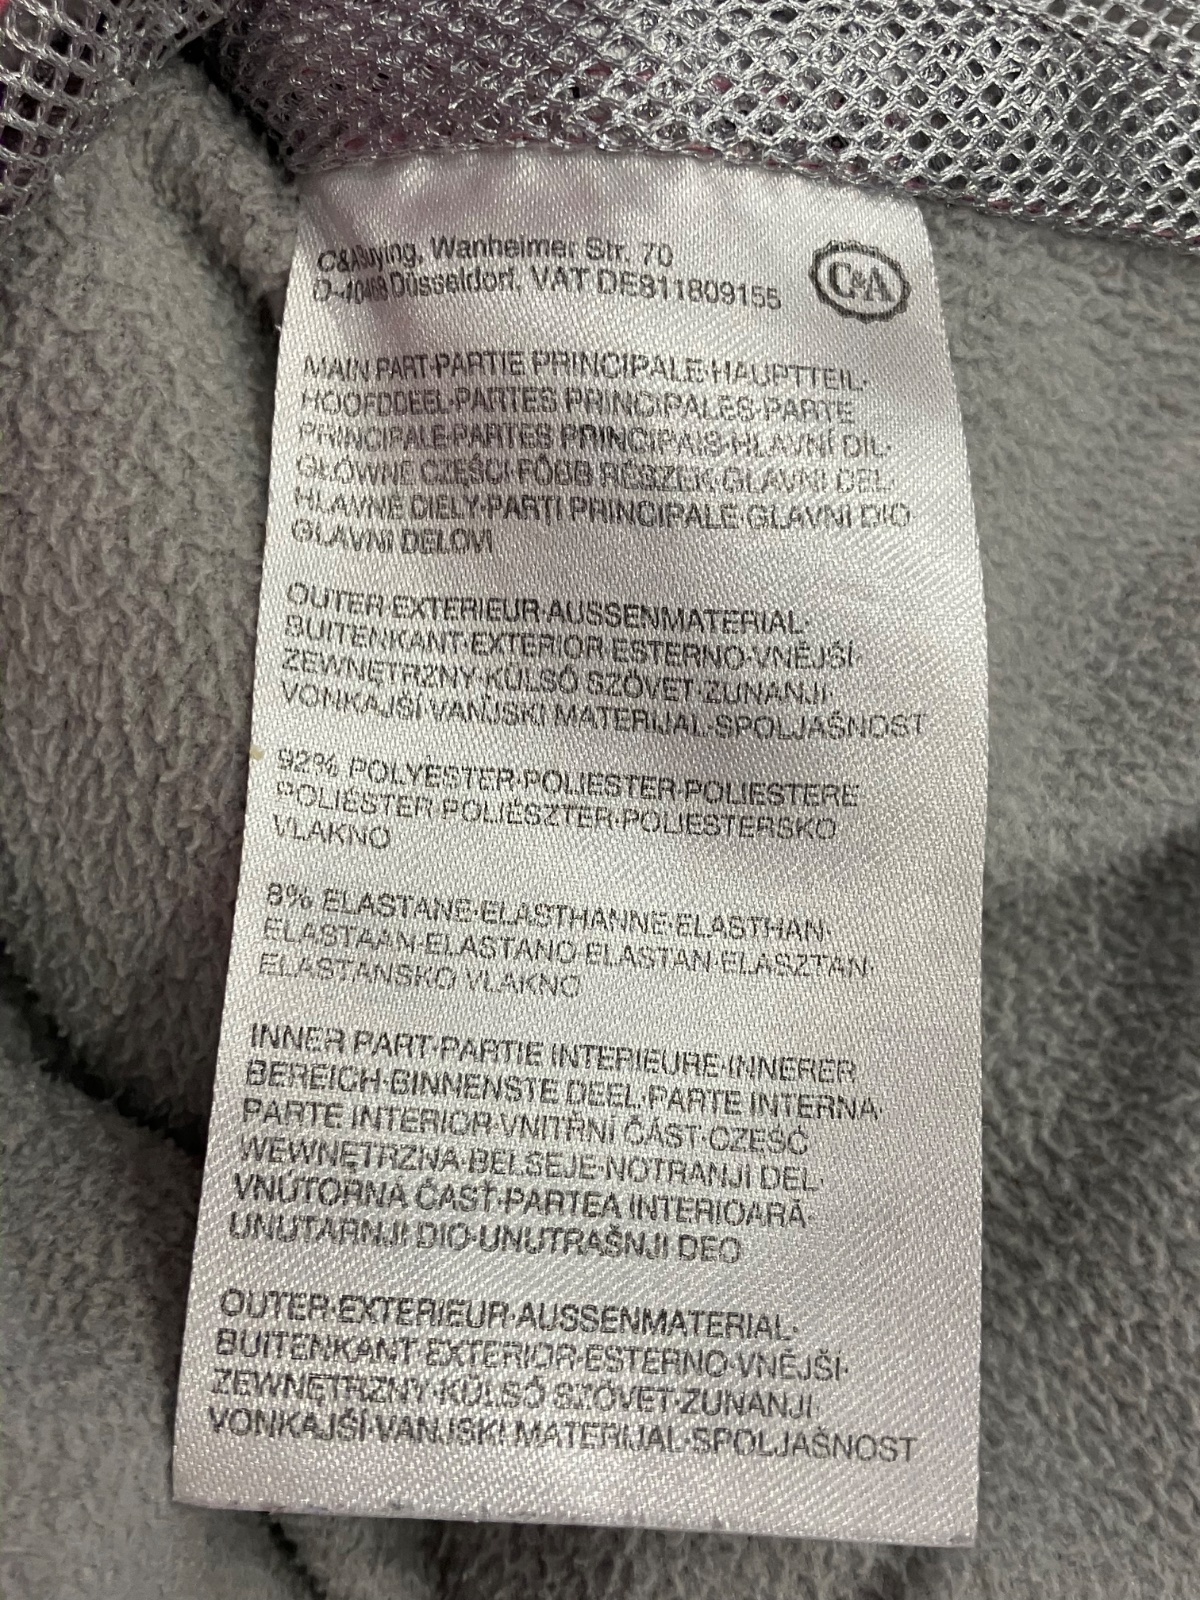 C&ABuying, Wanheimer Str. 70
D-40468 Düsseldorf, VAT DE811809155
C&A
MAIN PART·PARTIE PRINCIPALE·HAUPTTEIL·
HOOFDDEEL·PARTES PRINCIPALES·PARTE
PRINCIPALE·PARTES PRINCIPAIS·HLAVNÍ DÍL·
GŁÓWNE CZĘŚCI·FŐBB RÉSZEK·GLAVNI DEL·
HLAVNÉ DIELY·PARȚI PRINCIPALE·GLAVNI DIO
GLAVNI DELOVI
OUTER·EXTERIEUR·AUSSENMATERIAL·
BUITENKANT·EXTERIOR·ESTERNO·VNĚJŠÍ·
ZEWNĘTRZNY·KÜLSŐ SZÖVET·ZUNANJI·
VONKAJŠÍ·VANJSKI MATERIJAL·SPOLJAŠNOST
92% POLYESTER·POLIESTER·POLIESTERE
POLIÉSTER·POLIÉSZTER·POLIESTERSKO
VLAKNO
8% ELASTANE·ELASTHANNE·ELASTHAN·
ELASTAAN·ELASTANO·ELASTAN·ELASZTÁN·
ELASTANSKO VLAKNO
INNER PART·PARTIE INTERIEURE·INNERER
BEREICH·BINNENSTE DEEL·PARTE INTERNA·
PARTE INTERIOR·VNITŘNÍ ČÁST·CZĘŚĆ
WEWNĘTRZNA·BELSEJE·NOTRANJI DEL·
VNÚTORNÁ ČASŤ·PARTEA INTERIOARĂ·
UNUTARNJI DIO·UNUTRAŠNJI DEO
OUTER·EXTERIEUR·AUSSENMATERIAL·
BUITENKANT·EXTERIOR·ESTERNO·VNĚJŠÍ·
ZEWNĘTRZNY·KÜLSŐ SZÖVET·ZUNANJI·
VONKAJŠÍ·VANJSKI MATERIJAL·SPOLJAŠNOST